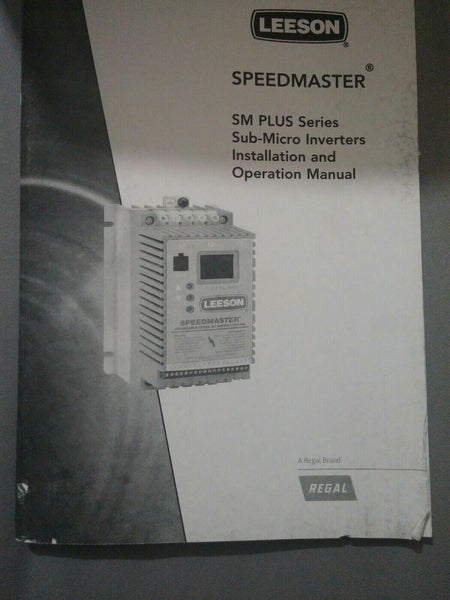 LEESON®
SPEEDMASTER®
SM PLUS Series
Sub-Micro Inverters
Installation and
Operation Manual
LEESON
SPEEDMASTER®
A Regal Brand
REGAL